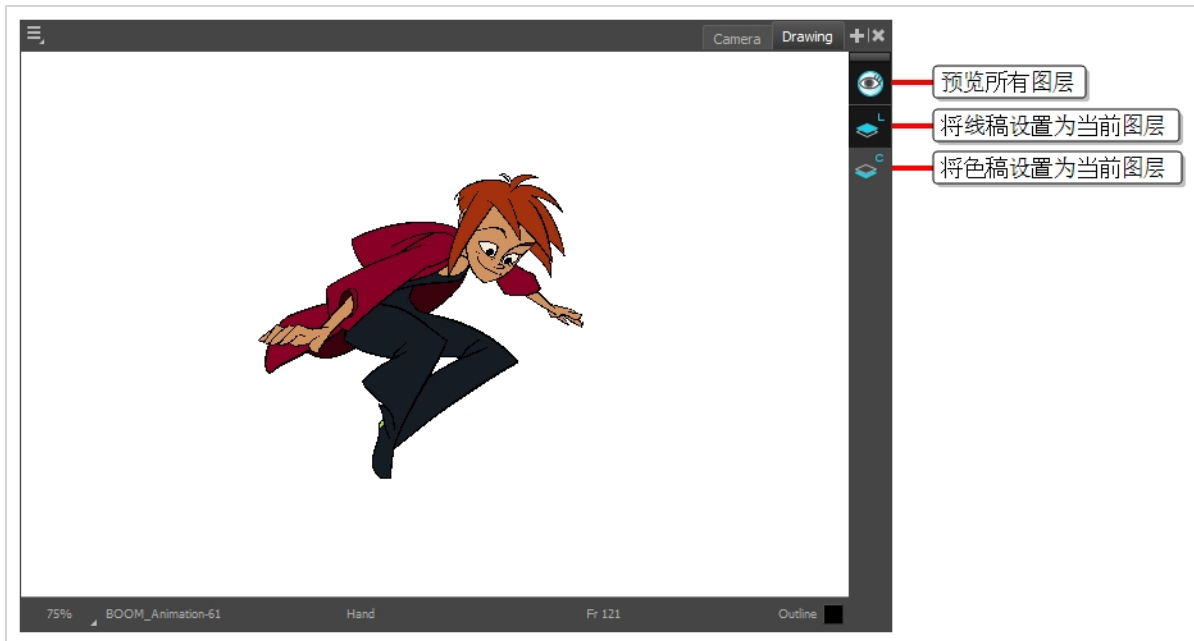 Camera
Drawing
预览所有图层
L
将线稿设置为当前图层
C
将色稿设置为当前图层
75%
BOOM_Animation-61
Hand
Fr 121
Outline